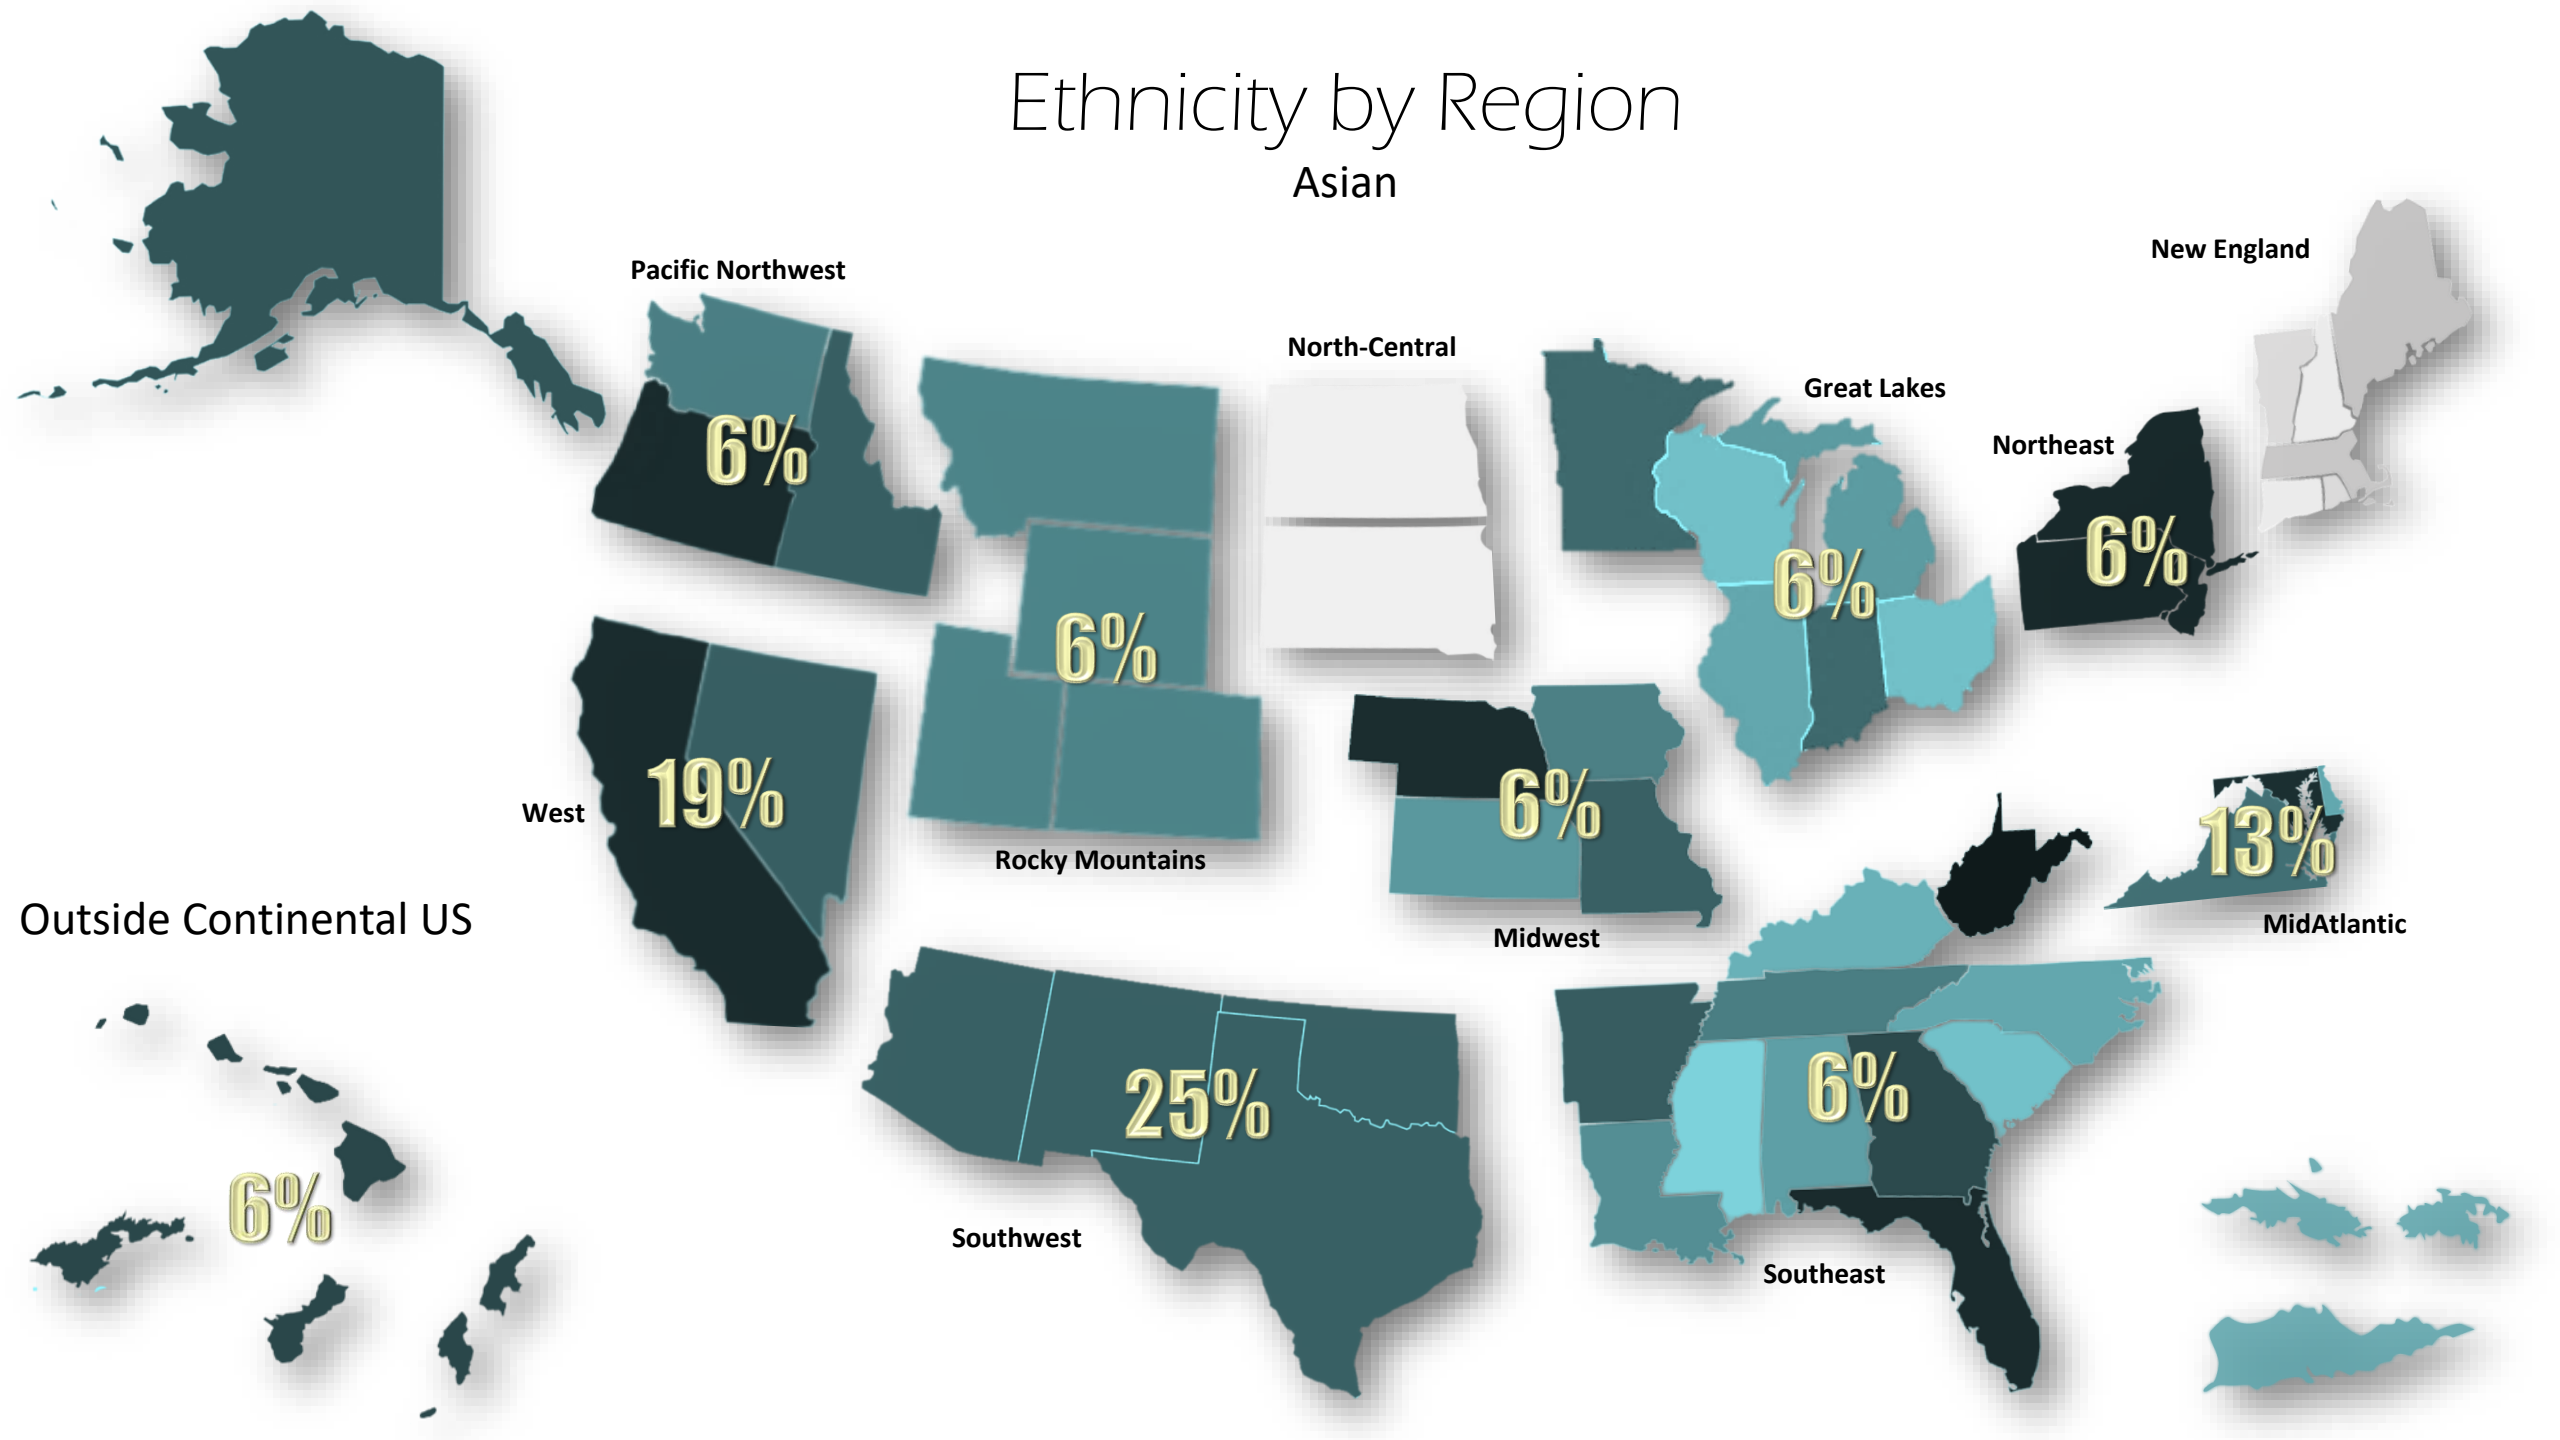 Ethnicity by Region
Asian
New England
Pacific Northwest
North-Central
Great Lakes
Northeast
6%
6%
6%
6%
19%
6%
13%
West
Rocky Mountains
Outside Continental US
Midwest
MidAtlantic
25%
6%
6%
Southwest
Southeast